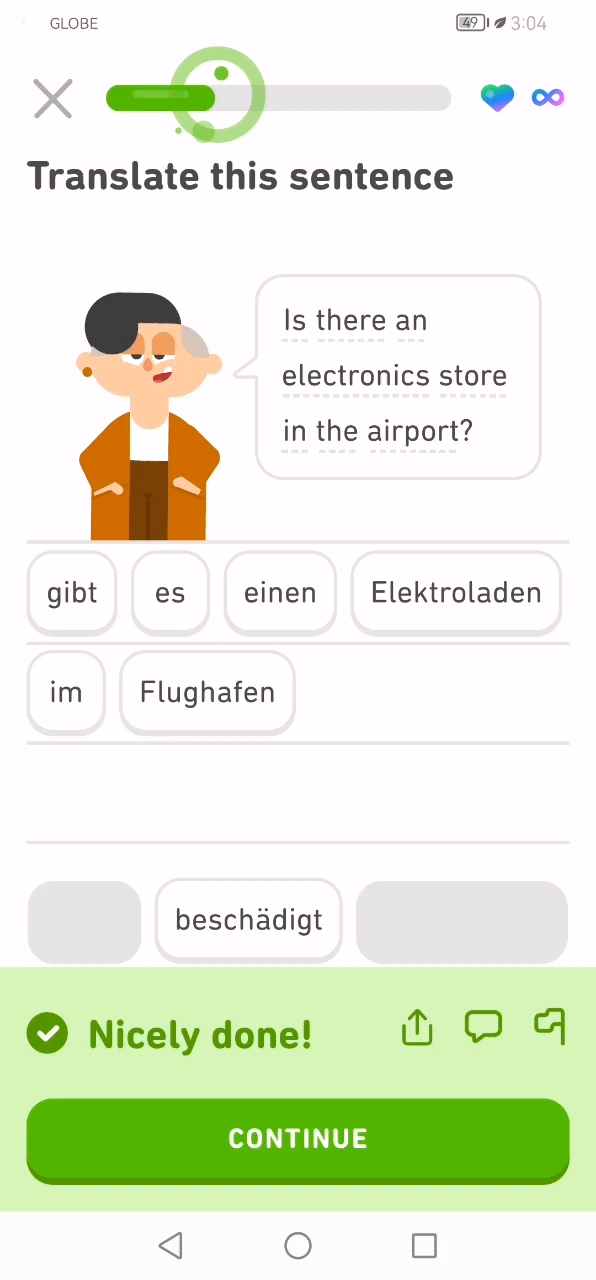 GLOBE 49 3:04
Translate this sentence
Is there an
electronics store
in the airport?
gibt es einen Elektroladen
im Flughafen
beschädigt
Nicely done!
CONTINUE